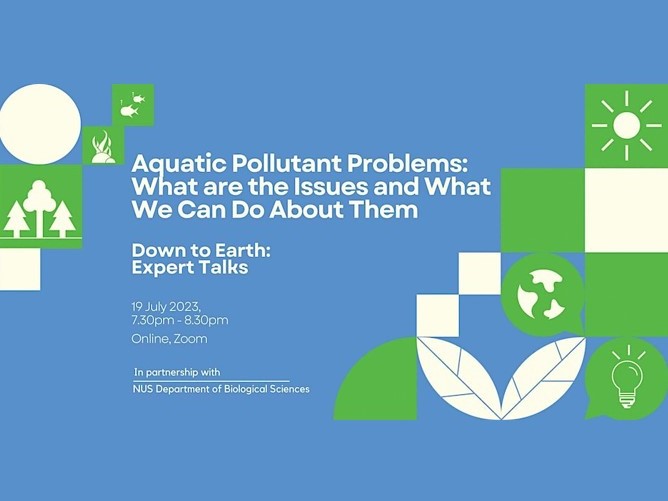 Aquatic Pollutant Problems:
What are the Issues and What
We Can Do About Them
Down to Earth:
Expert Talks
19 July 2023,
7.30pm - 8.30pm
Online, Zoom
In partnership with
NUS Department of Biological Sciences